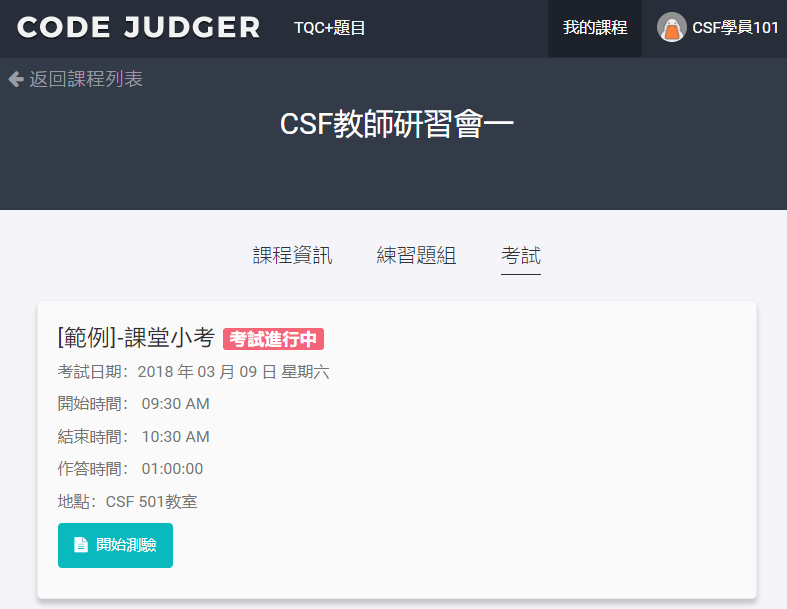 CODE JUDGER TQC+題目 我的課程 CSF學員101
返回課程列表
CSF教師研習會一
課程資訊 練習題組 考試
[範例]-課堂小考 考試進行中
考試日期: 2018 年 03 月 09 日 星期六
開始時間: 09:30 AM
結束時間: 10:30 AM
作答時間: 01:00:00
地點: CSF 501教室
開始測驗